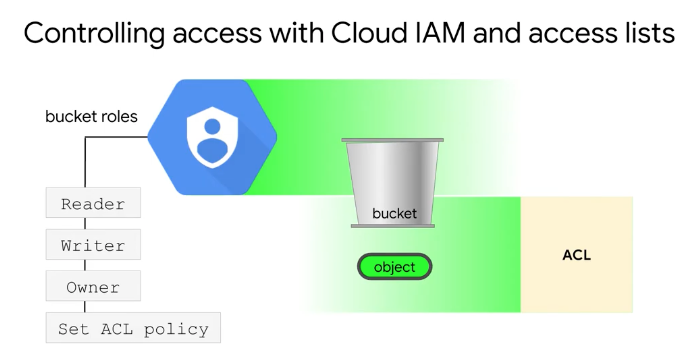 Controlling access with Cloud IAM and access lists
bucket roles
Reader
Writer
Owner
Set ACL policy
bucket
object
ACL